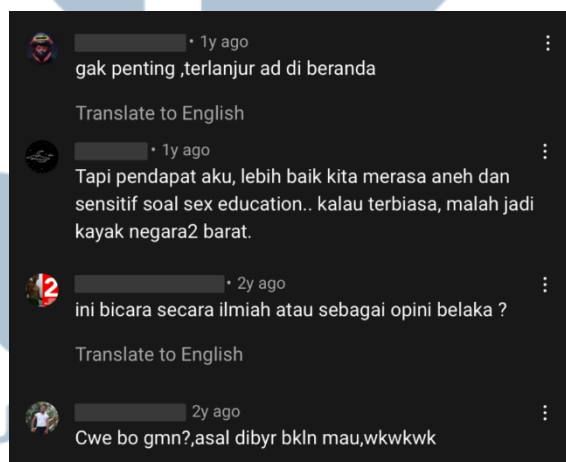 • 1y ago
gak penting ,terlanjur ad di beranda
Translate to English
• 1y ago
Tapi pendapat aku, lebih baik kita merasa aneh dan
sensitif soal sex education.. kalau terbiasa, malah jadi
kayak negara2 barat.
• 2y ago
ini bicara secara ilmiah atau sebagai opini belaka ?
Translate to English
2y ago
Cwe bo gmn?,asal dibyr bkln mau,wkwkwk